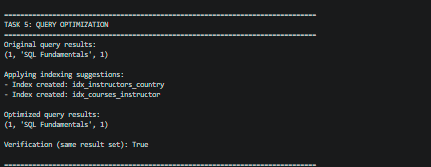 ================================================================================
TASK 5: QUERY OPTIMIZATION
================================================================================
Original query results:
(1, 'SQL Fundamentals', 1)
Applying indexing suggestions:
- Index created: idx_instructors_country
- Index created: idx_courses_instructor
Optimized query results:
(1, 'SQL Fundamentals', 1)
Verification (same result set): True
================================================================================